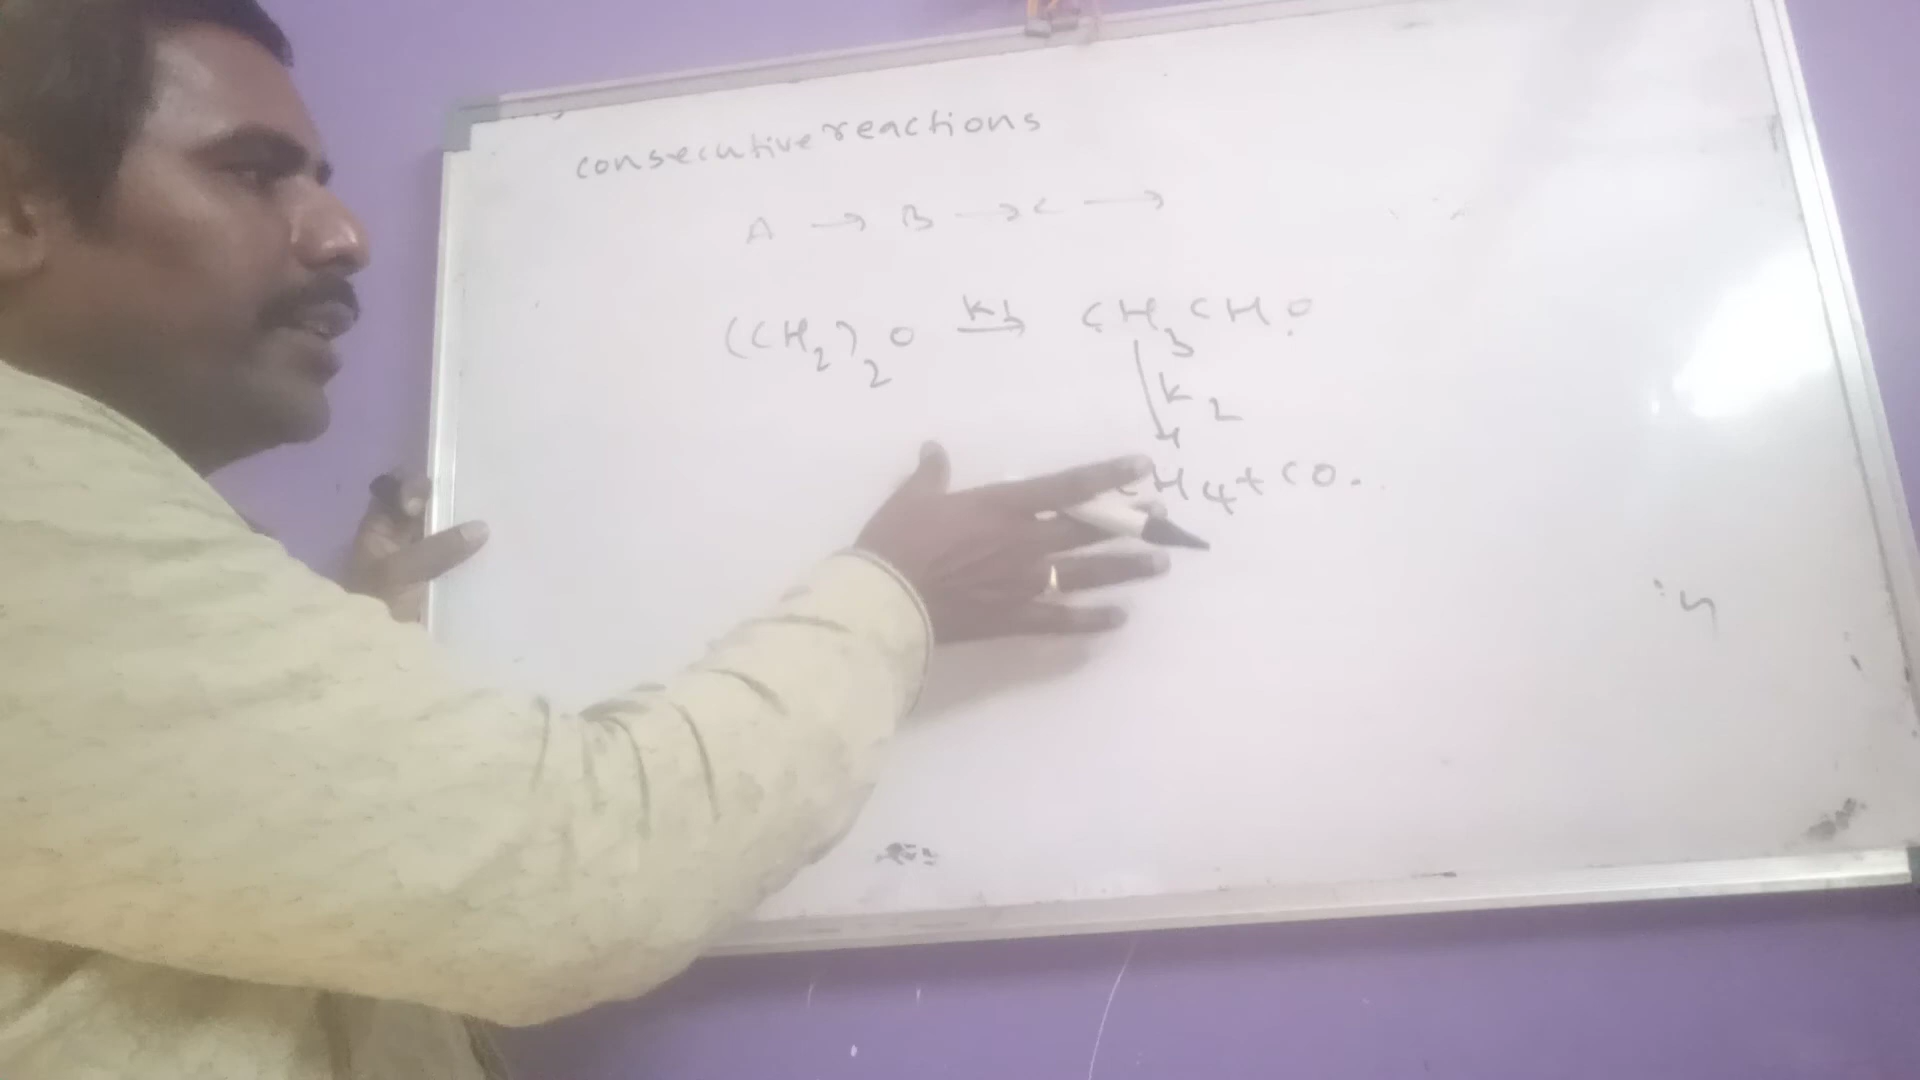 consecutive reactions
A → B → C →
(CH₂)₂O —k₁→ CH₃CHO
↓ k₂
CH₄ + CO.